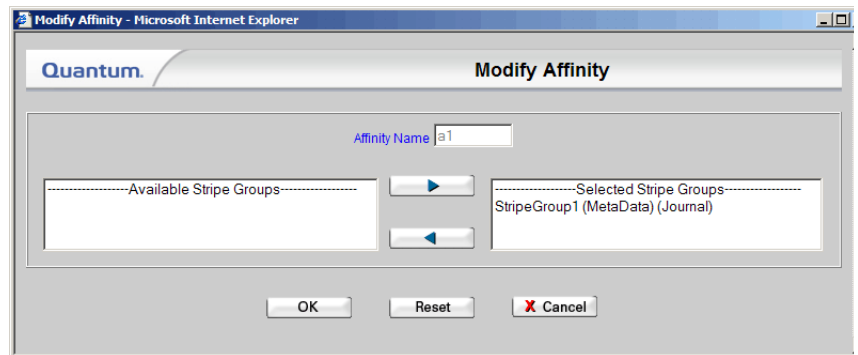 Modify Affinity - Microsoft Internet Explorer
Quantum.
Modify Affinity
Affinity Name a1
-------------------Available Stripe Groups------------------
-------------------Selected Stripe Groups------------------
StripeGroup1 (MetaData) (Journal)
OK Reset X Cancel